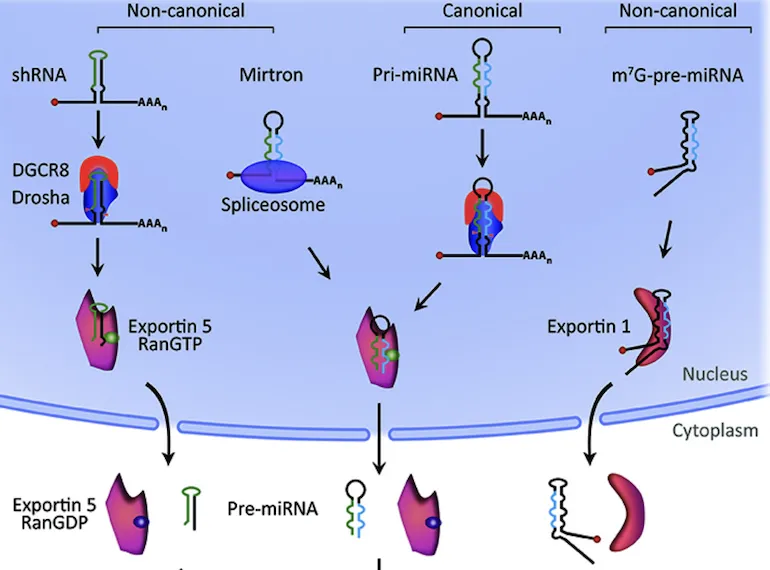 Non-canonical
Canonical
Non-canonical
shRNA
Mirtron
Pri-miRNA
m⁷G-pre-miRNA
AAAₙ
AAAₙ
DGCR8
Drosha
AAAₙ
Spliceosome
AAAₙ
AAAₙ
Exportin 5
RanGTP
Exportin 1
Nucleus
Cytoplasm
Exportin 5
RanGDP
Pre-miRNA